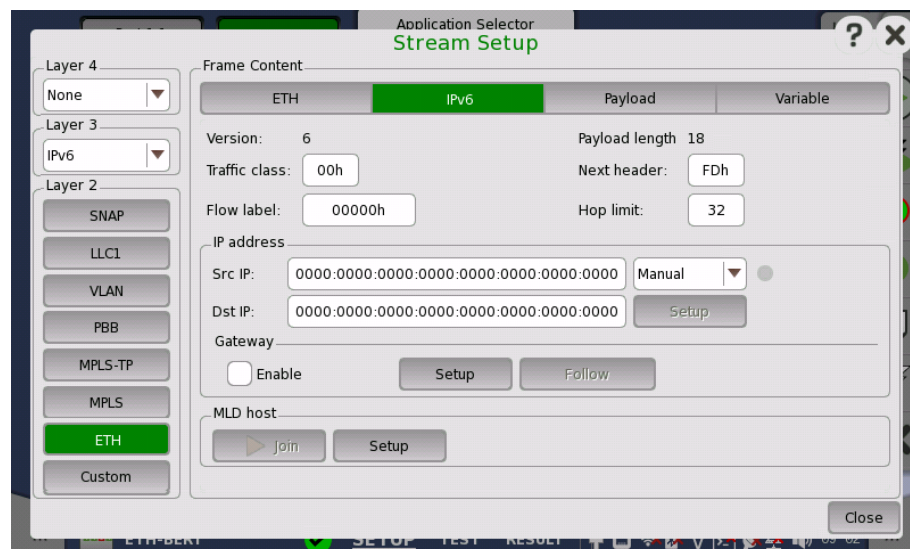 Application Selector
Stream Setup
?
Layer 4
None
Layer 3
IPv6
Layer 2
SNAP
LLC1
VLAN
PBB
MPLS-TP
MPLS
ETH
Custom
Frame Content
ETH IPv6 Payload Variable
Version: 6 Payload length 18
Traffic class: 00h Next header: FDh
Flow label: 00000h Hop limit: 32
IP address
Src IP: 0000:0000:0000:0000:0000:0000:0000:0000 Manual
Dst IP: 0000:0000:0000:0000:0000:0000:0000:0000 Setup
Gateway
Enable Setup Follow
MLD host
Join Setup
Close
ETH-BERT SETUP TEST RESULT